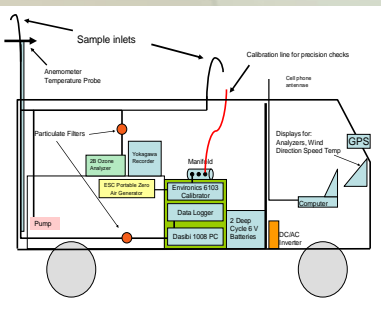 Sample inlets
Calibration line for precision checks
Anemometer
Temperature Probe
Cell phone
antennae
Particulate Filters
2B Ozone
Analyzer
Yokagawa
Recorder
Manifold
Displays for:
Analyzers, Wind
Direction Speed Temp
GPS
ESC Portable Zero
Air Generator
Environics 6103
Calibrator
Data Logger
Dasibi 1008 PC
2 Deep
Cycle 6 V
Batteries
Computer
DC/AC
Inverter
Pump